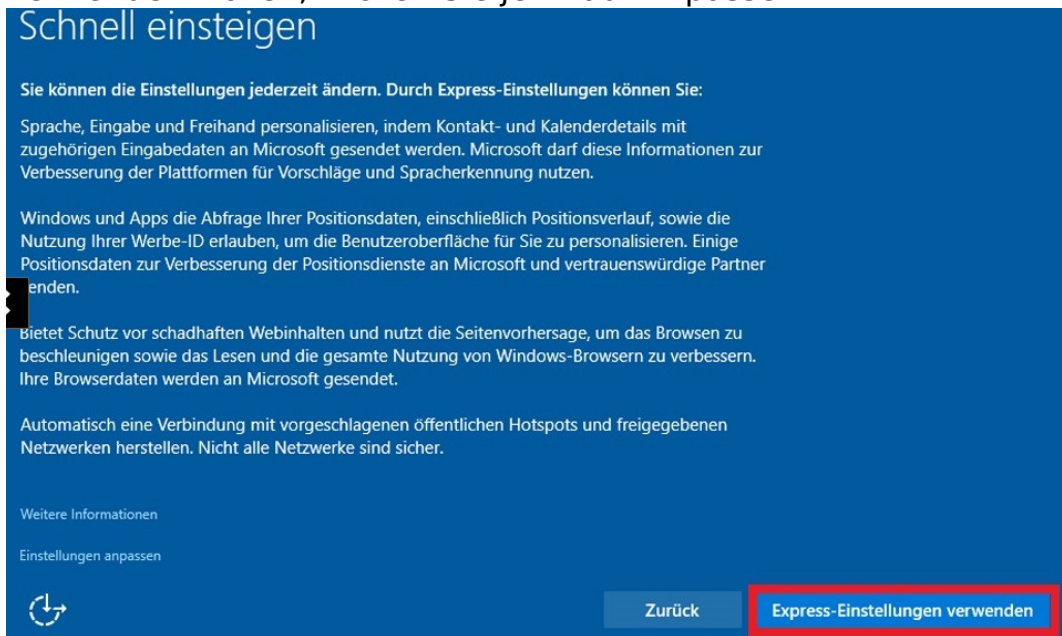 Schnell einsteigen
Sie können die Einstellungen jederzeit ändern. Durch Express-Einstellungen können Sie:
Sprache, Eingabe und Freihand personalisieren, indem Kontakt- und Kalenderdetails mit
zugehörigen Eingabedaten an Microsoft gesendet werden. Microsoft darf diese Informationen zur
Verbesserung der Plattformen für Vorschläge und Spracherkennung nutzen.
Windows und Apps die Abfrage Ihrer Positionsdaten, einschließlich Positionsverlauf, sowie die
Nutzung Ihrer Werbe-ID erlauben, um die Benutzeroberfläche für Sie zu personalisieren. Einige
Positionsdaten zur Verbesserung der Positionsdienste an Microsoft und vertrauenswürdige Partner
enden.
Bietet Schutz vor schadhaften Webinhalten und nutzt die Seitenvorhersage, um das Browsen zu
beschleunigen sowie das Lesen und die gesamte Nutzung von Windows-Browsern zu verbessern.
Ihre Browserdaten werden an Microsoft gesendet.
Automatisch eine Verbindung mit vorgeschlagenen öffentlichen Hotspots und freigegebenen
Netzwerken herstellen. Nicht alle Netzwerke sind sicher.
Weitere Informationen
Einstellungen anpassen
Zurück Express-Einstellungen verwenden